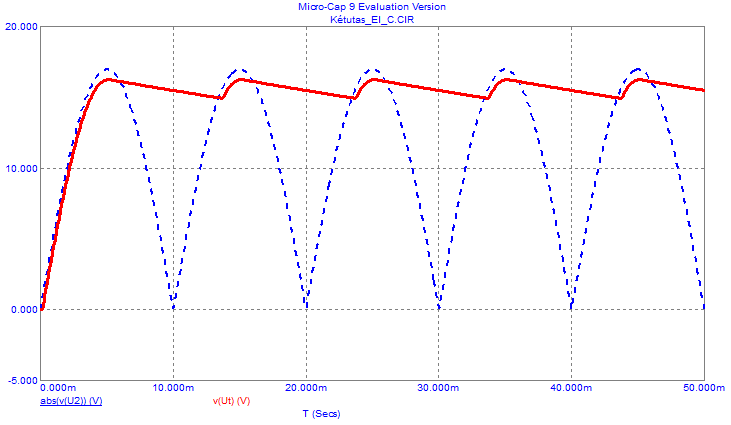 Micro-Cap 9 Evaluation Version
Kétutas_EI_C.CIR
20.000
10.000
0.000
-5.000
0.000m 10.000m 20.000m 30.000m 40.000m 50.000m
abs(v(U2)) (V) v(Ut) (V)
T (Secs)